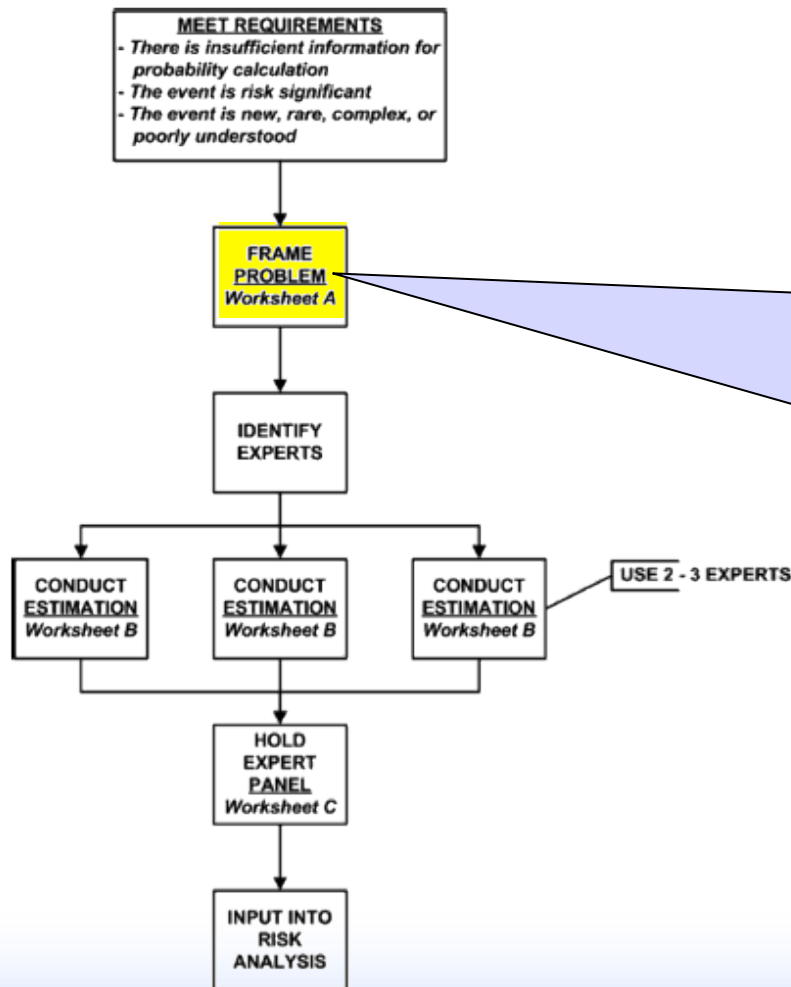 MEET REQUIREMENTS
- There is insufficient information for
probability calculation
- The event is risk significant
- The event is new, rare, complex, or
poorly understood
FRAME
PROBLEM
Worksheet A
IDENTIFY
EXPERTS
CONDUCT
ESTIMATION
Worksheet B
CONDUCT
ESTIMATION
Worksheet B
CONDUCT
ESTIMATION
Worksheet B
USE 2 - 3 EXPERTS
HOLD
EXPERT
PANEL
Worksheet C
INPUT INTO
RISK
ANALYSIS